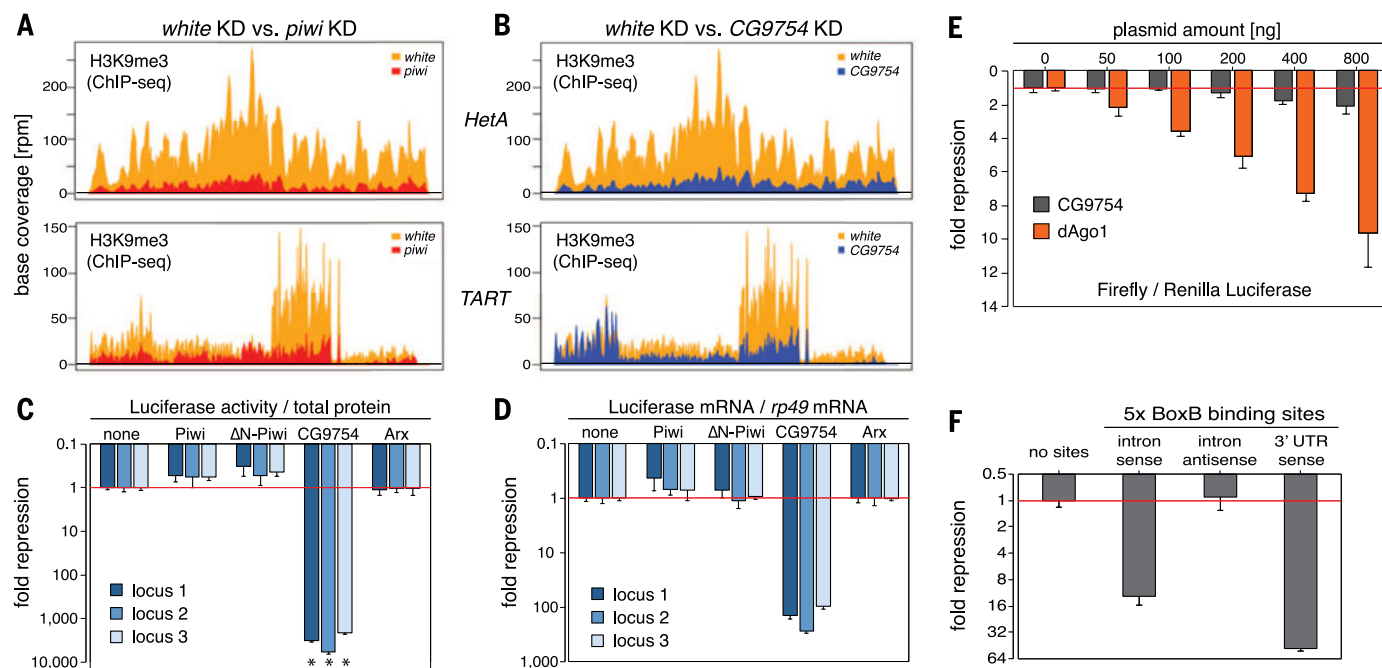 A
white KD vs. piwi KD
H3K9me3
(ChIP-seq)
white
piwi
base coverage [rpm]
200
100
0
H3K9me3
(ChIP-seq)
white
piwi
150
100
50
0
B
white KD vs. CG9754 KD
H3K9me3
(ChIP-seq)
white
CG9754
HetA
200
100
0
H3K9me3
(ChIP-seq)
white
CG9754
TART
150
100
50
0
C
Luciferase activity / total protein
none Piwi ΔN-Piwi CG9754 Arx
fold repression
0.1
1
10
100
1,000
10,000
locus 1
locus 2
locus 3
* * *
D
Luciferase mRNA / rp49 mRNA
none Piwi ΔN-Piwi CG9754 Arx
fold repression
0.1
1
10
100
1,000
locus 1
locus 2
locus 3
E
plasmid amount [ng]
0 50 100 200 400 800
fold repression
0
2
4
6
8
10
12
14
CG9754
dAgo1
Firefly / Renilla Luciferase
F
5x BoxB binding sites
no sites
intron
sense
intron
antisense
3' UTR
sense
fold repression
0.5
1
2
4
8
16
32
64